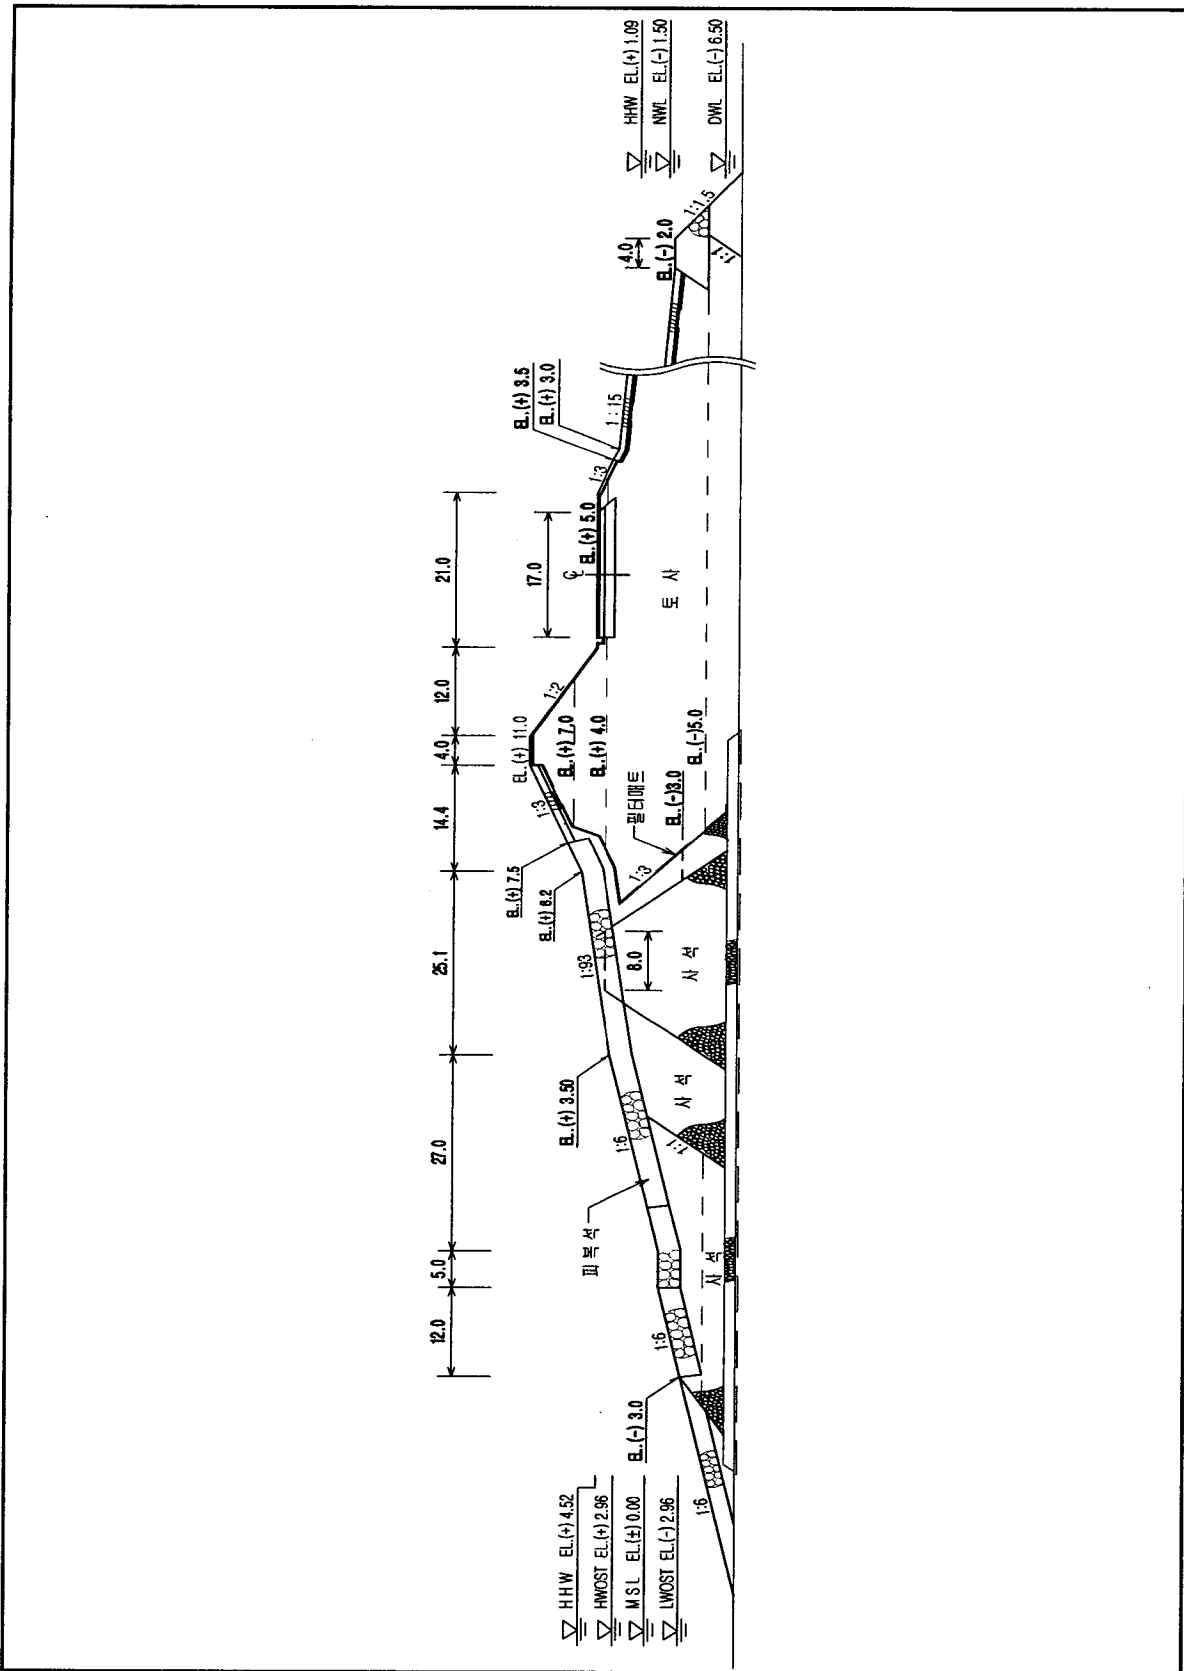 HHW EL.(+) 4.52
HWOST EL.(+) 2.96
M S L EL.(±) 0.00
LWOST EL.(-) 2.96
12.0
5.0
27.0
25.1
14.4
4.0
12.0
21.0
17.0
4.0
8.0
1:6
EL.(-) 3.0
1:6
사 석
피 복 석
1:6
EL.(+) 3.50
1:1
사 석
1:93
사 석
EL.(+) 6.2
EL.(+) 7.5
1:3
EL.(+) 11.0
EL.(+) 7.0
EL.(+) 4.0
1:3
필터매트
EL.(-)3.0
EL.(-)5.0
1:2
EL.(+) 5.0
토 사
1:3
EL.(+) 3.5
EL.(+) 3.0
1:15
EL.(-) 2.0
1:1.5
1:1
HHW EL.(+) 1.09
NWL EL.(-) 1.50
DWL EL.(-) 6.50